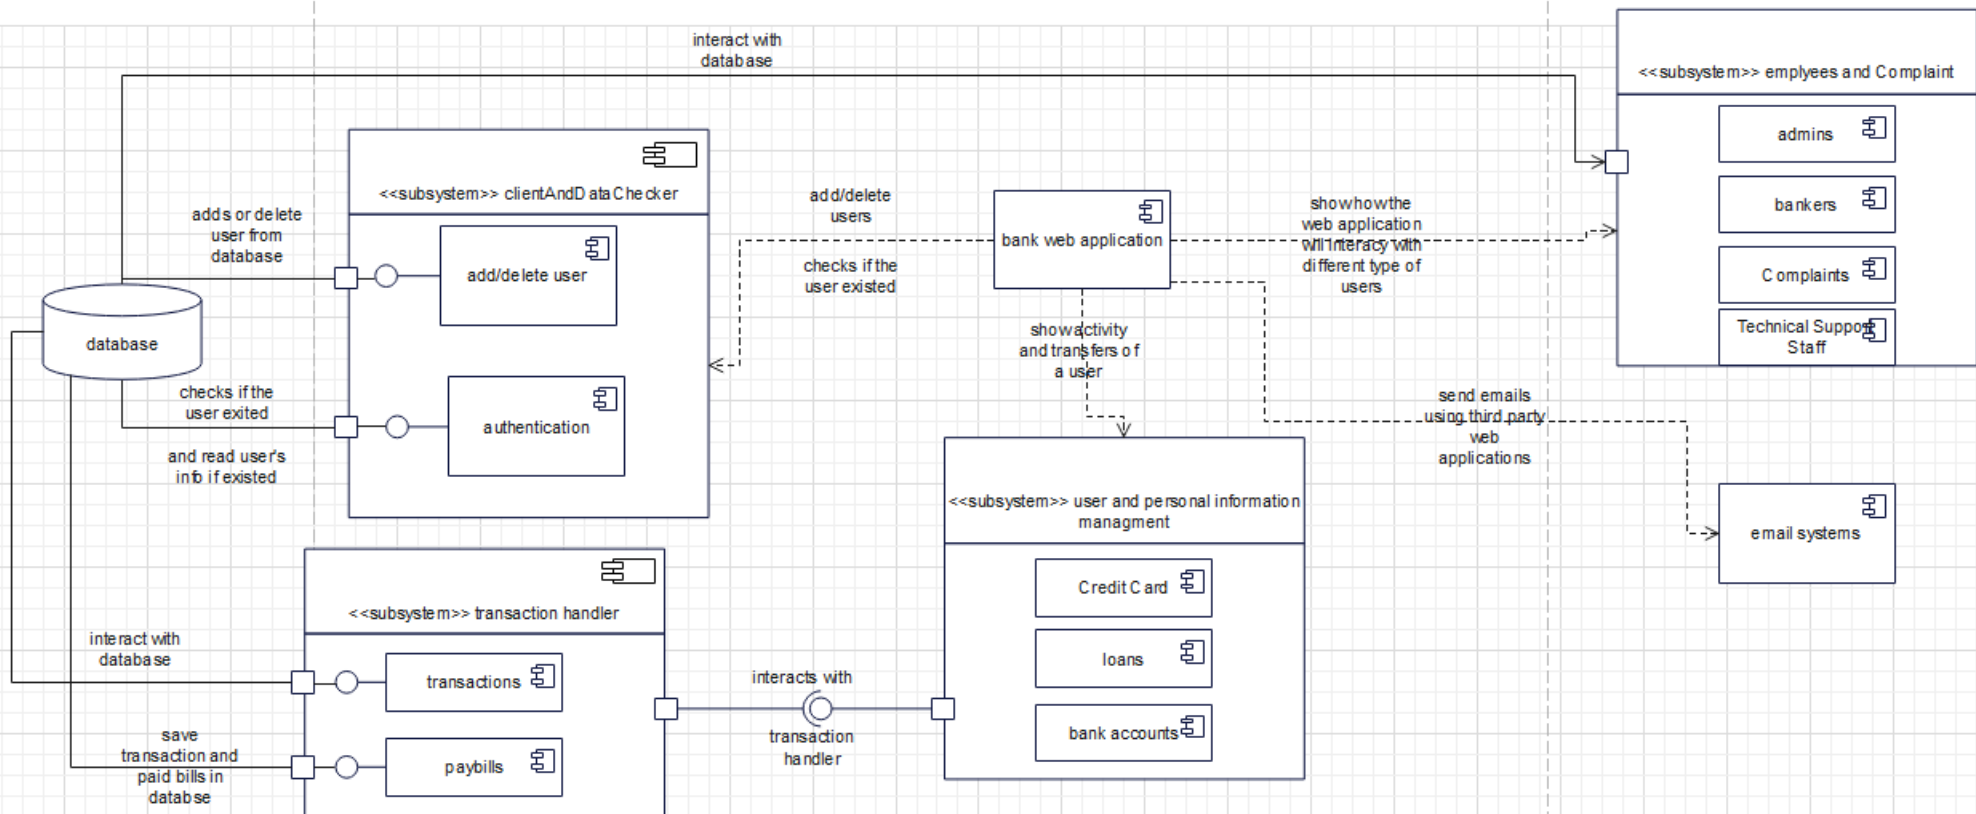 interact with
database
<<subsystem>> emplyees and Complaint
admins
bankers
Complaints
Technical Support
Staff
<<subsystem>> clientAndDataChecker
add/delete user
authentication
adds or delete
user from
database
database
checks if the
user exited
and read user's
info if existed
add/delete
users
checks if the
user existed
bank web application
show how the
web application
will interacy with
different type of
users
show activity
and transfers of
a user
send emails
using third party
web
applications
email systems
<<subsystem>> user and personal information
managment
Credit Card
loans
bank accounts
<<subsystem>> transaction handler
transactions
paybills
interact with
database
save
transaction and
paid bills in
databse
interacts with
transaction
handler